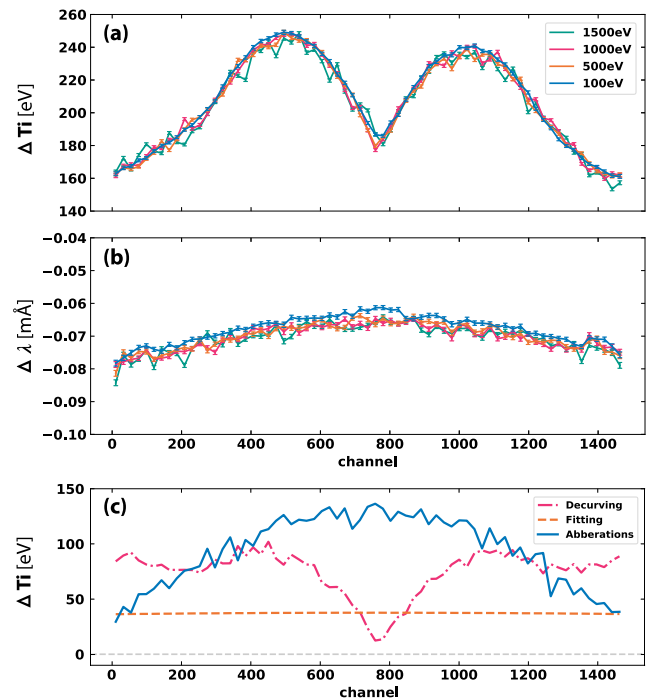 (a)
1500eV
1000eV
500eV
100eV
Δ Ti [eV]
260
240
220
200
180
160
140
(b)
Δ λ [mÅ]
−0.04
−0.05
−0.06
−0.07
−0.08
−0.09
−0.10
0 200 400 600 800 1000 1200 1400
channel
(c)
Decurving
Fitting
Abberations
Δ Ti [eV]
150
100
50
0
0 200 400 600 800 1000 1200 1400
channel